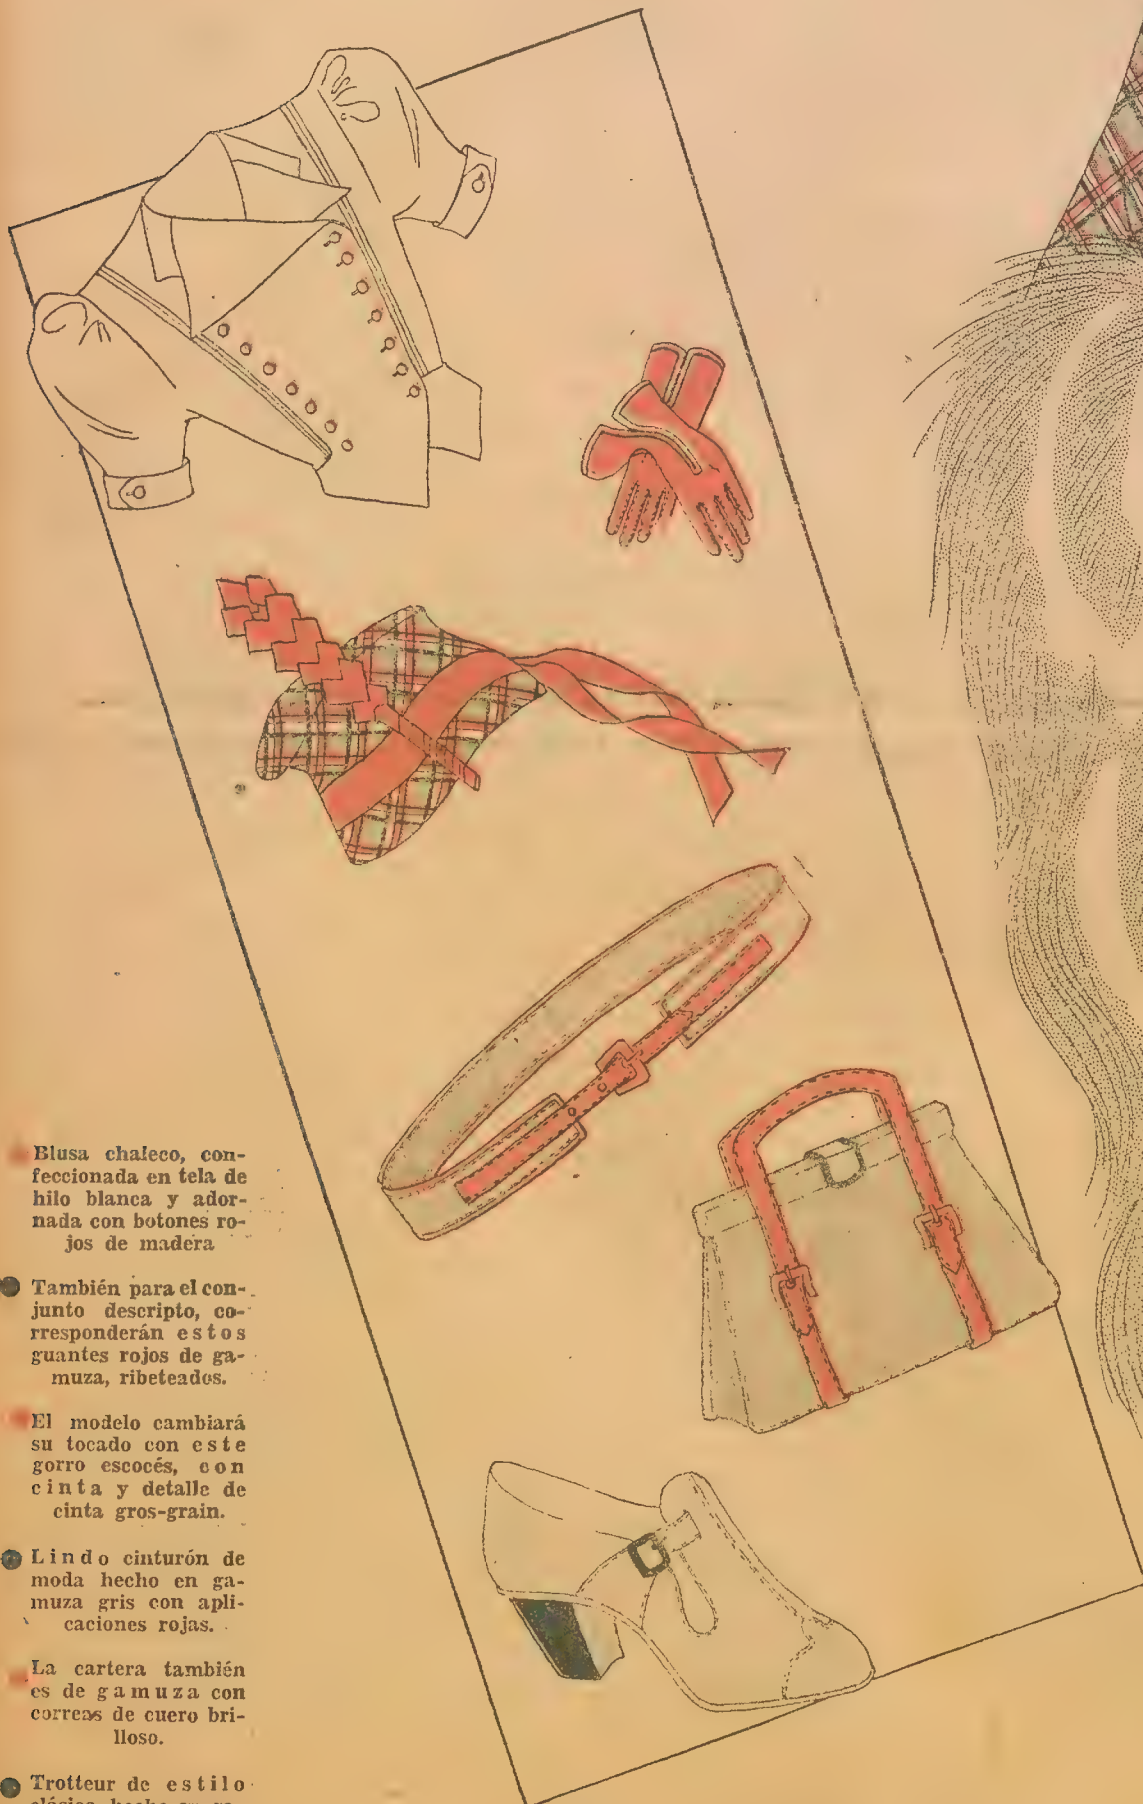 Blusa chaleco, con-
feccionada en tela de
hilo blanca y ador-
nada con botones ro-
jos de madera
También para el con-
junto descripto, co-
rresponderán estos
guantes rojos de ga-
muza, ribeteados.
El modelo cambiará
su tocado con este
gorro escocés, con
cinta y detalle de
cinta gros-grain.
Lindo cinturón de
moda hecho en ga-
muza gris con apli-
caciones rojas.
La cartera también
es de gamuza con
correas de cuero bri-
lloso.
Trotteur de estilo